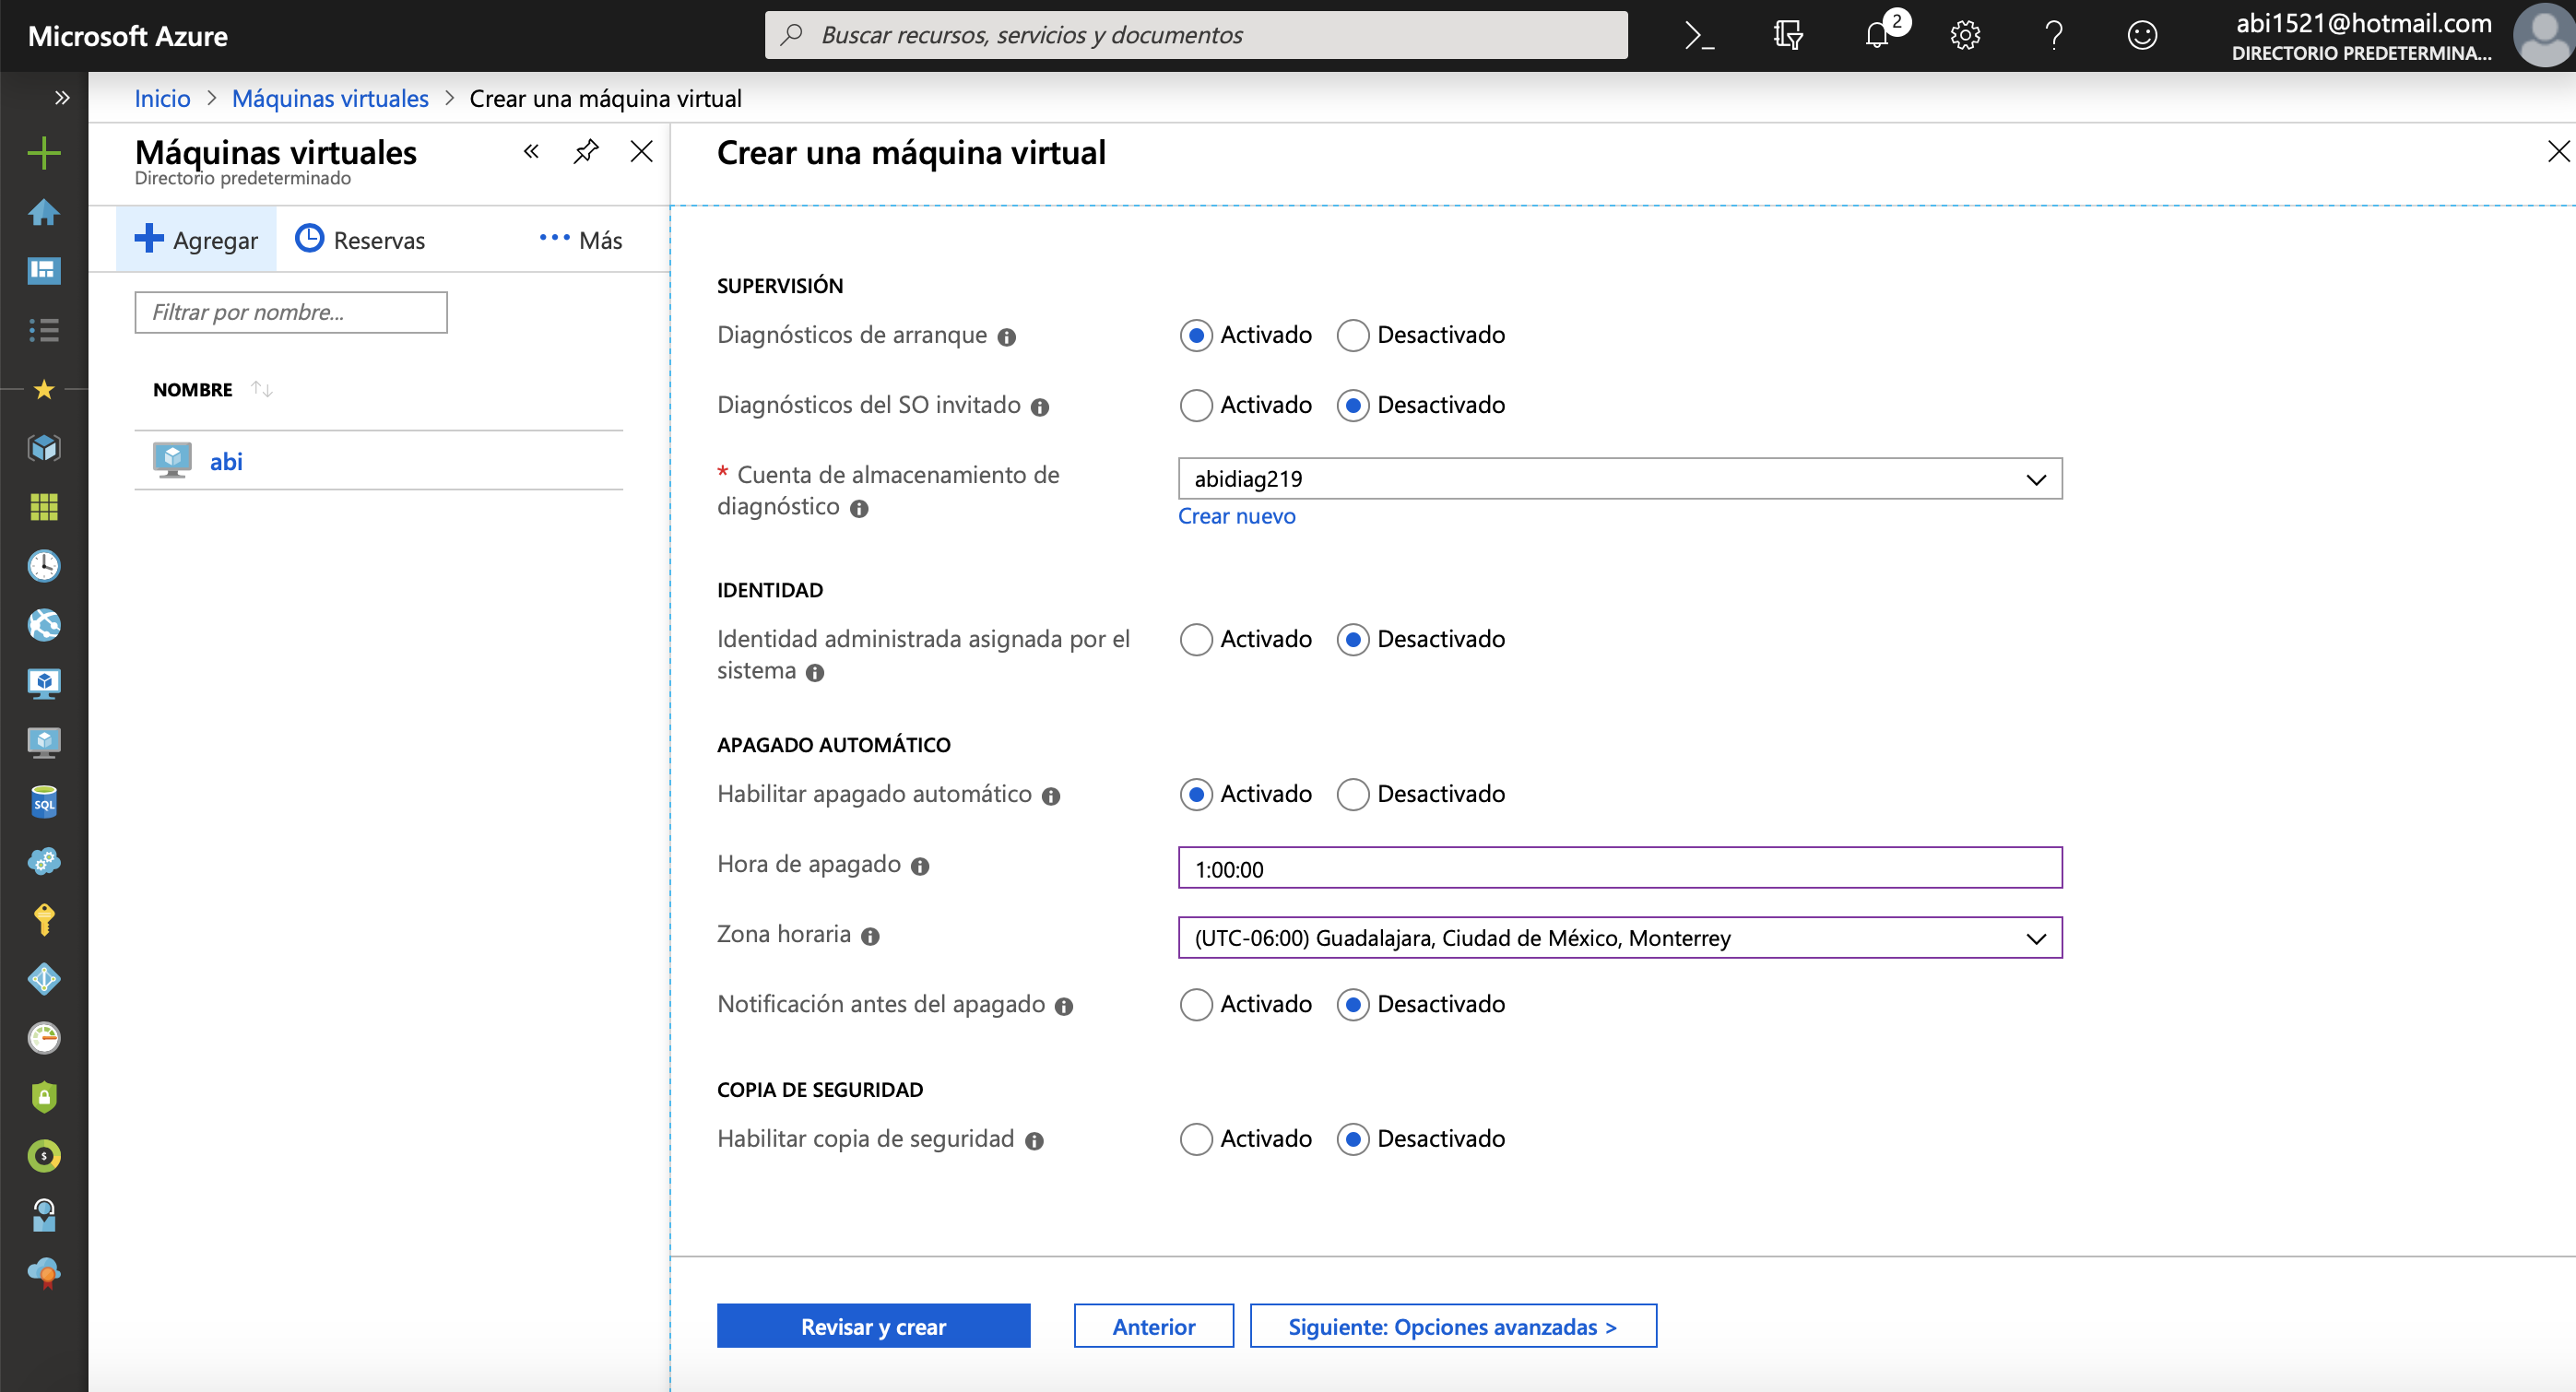 Microsoft Azure
Buscar recursos, servicios y documentos
2
abi1521@hotmail.com
DIRECTORIO PREDETERMINA...
Inicio > Máquinas virtuales > Crear una máquina virtual
Máquinas virtuales
Directorio predeterminado
Agregar
Reservas
Más
Filtrar por nombre...
NOMBRE
abi
SQL
Crear una máquina virtual
SUPERVISIÓN
Diagnósticos de arranque
Activado
Desactivado
Diagnósticos del SO invitado
Activado
Desactivado
* Cuenta de almacenamiento de
diagnóstico
abidiag219
Crear nuevo
IDENTIDAD
Identidad administrada asignada por el
sistema
Activado
Desactivado
APAGADO AUTOMÁTICO
Habilitar apagado automático
Activado
Desactivado
Hora de apagado
1:00:00
Zona horaria
(UTC-06:00) Guadalajara, Ciudad de México, Monterrey
Notificación antes del apagado
Activado
Desactivado
COPIA DE SEGURIDAD
Habilitar copia de seguridad
Activado
Desactivado
Revisar y crear
Anterior
Siguiente: Opciones avanzadas >